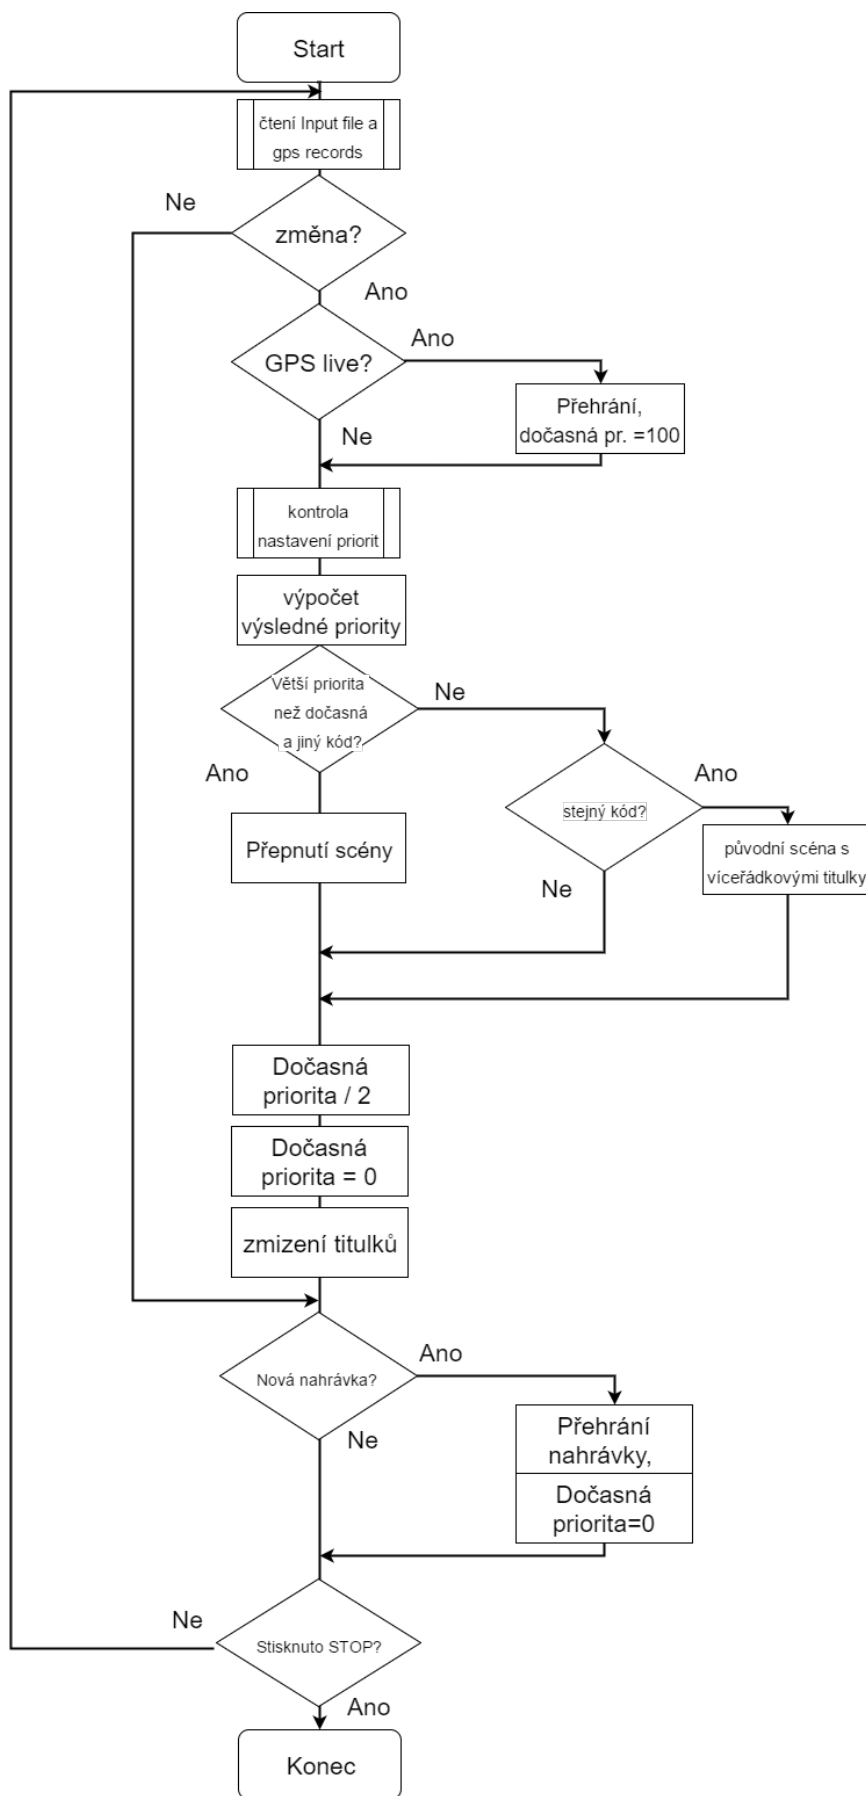 Start
čtení Input file a
gps records
Ne
změna?
Ano
Ano
GPS live?
Přehrání,
dočasná pr. =100
Ne
kontrola
nastavení priorit
výpočet
výsledné priority
Větší priorita
než dočasná
a jiný kód?
Ne
Ano
Ano
stejný kód?
Přepnutí scény
původní scéna s
víceřádkovými titulky
Ne
Dočasná
priorita / 2
Dočasná
priorita = 0
zmizení titulků
Ano
Nová nahrávka?
Ne
Přehrání
nahrávky,
Dočasná
priorita=0
Ne
Stisknuto STOP?
Ano
Konec